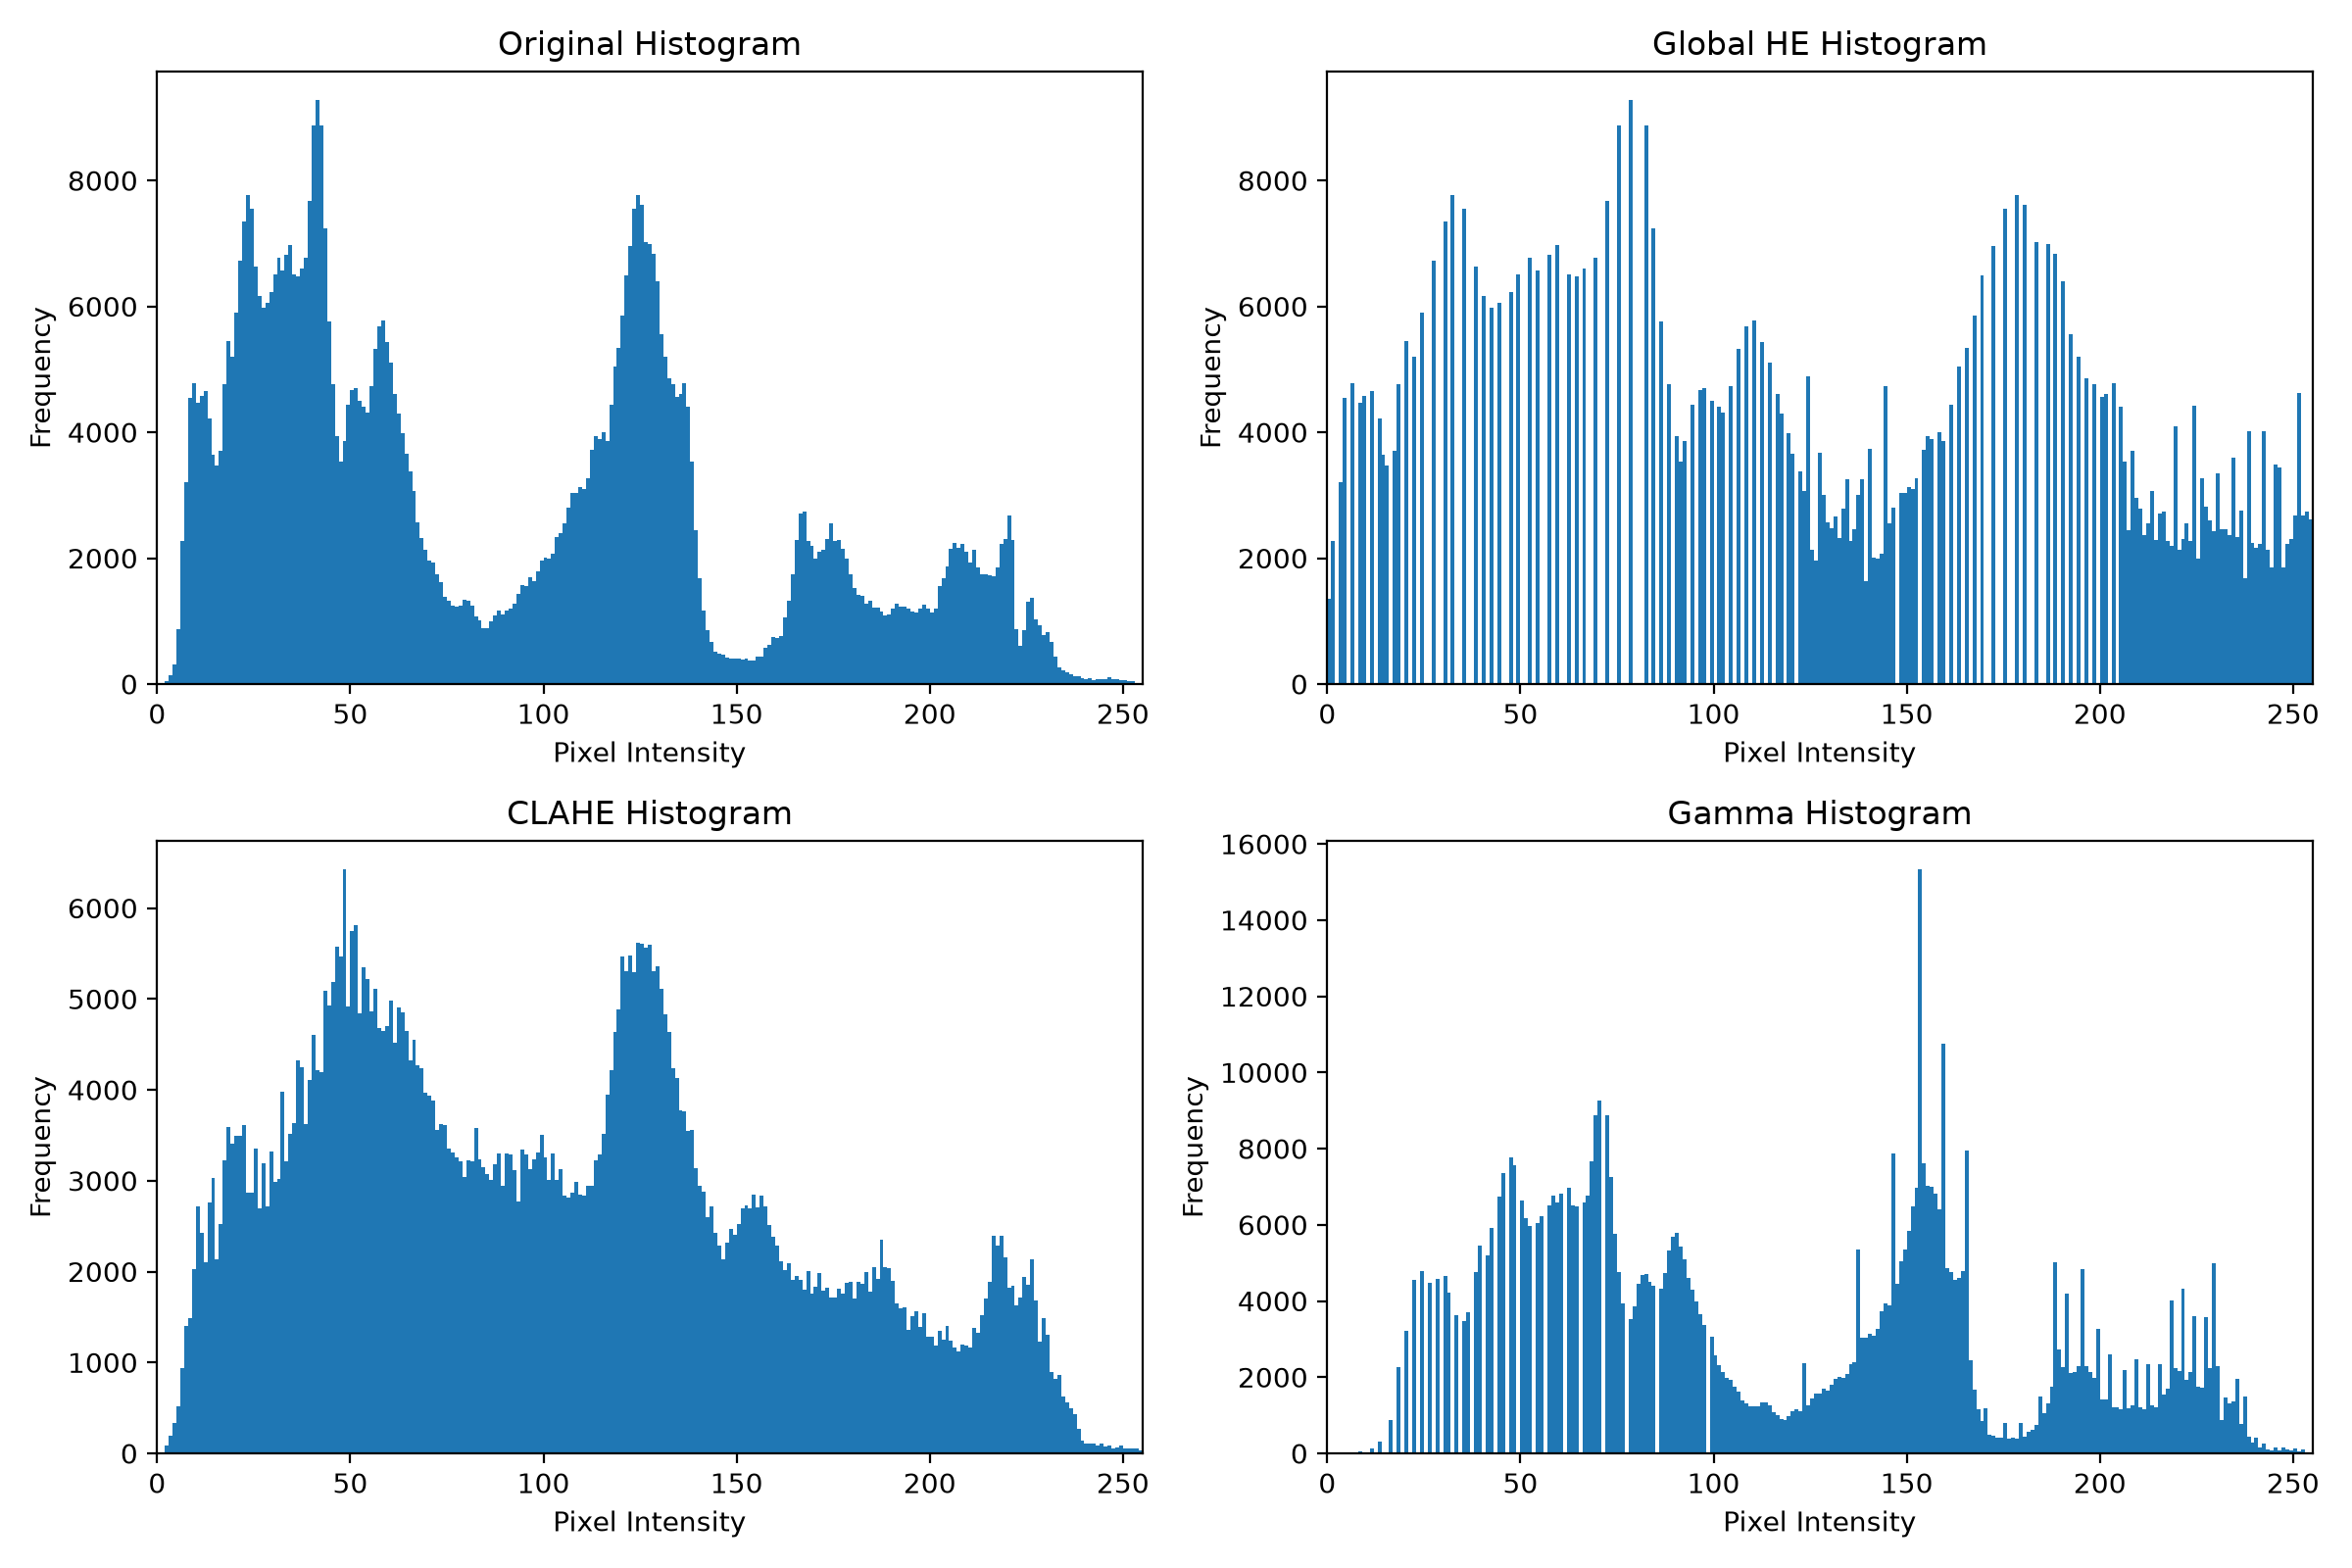 Original Histogram
Frequency
8000
6000
4000
2000
0
0 50 100 150 200 250
Pixel Intensity
Global HE Histogram
Frequency
8000
6000
4000
2000
0
0 50 100 150 200 250
Pixel Intensity
CLAHE Histogram
Frequency
6000
5000
4000
3000
2000
1000
0
0 50 100 150 200 250
Pixel Intensity
Gamma Histogram
Frequency
16000
14000
12000
10000
8000
6000
4000
2000
0
0 50 100 150 200 250
Pixel Intensity